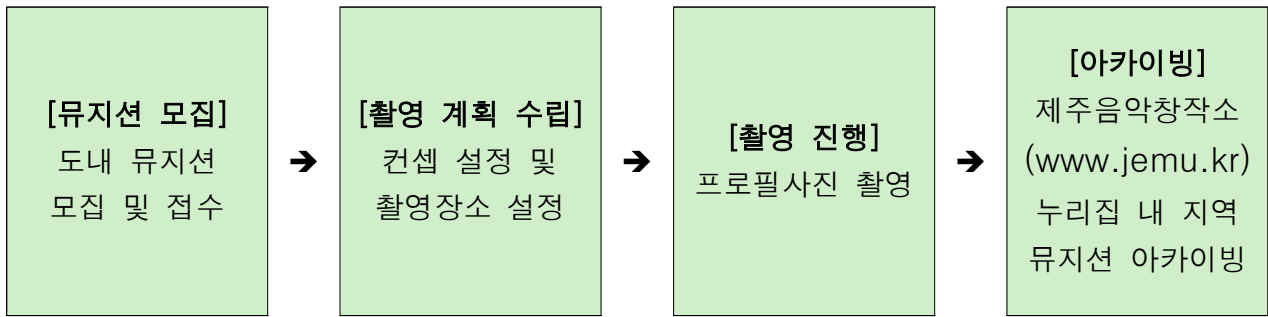 [뮤지션 모집]
도내 뮤지션
모집 및 접수
➔
[촬영 계획 수립]
컨셉 설정 및
촬영장소 설정
➔
[촬영 진행]
프로필사진 촬영
➔
[아카이빙]
제주음악창작소
(www.jemu.kr)
누리집 내 지역
뮤지션 아카이빙